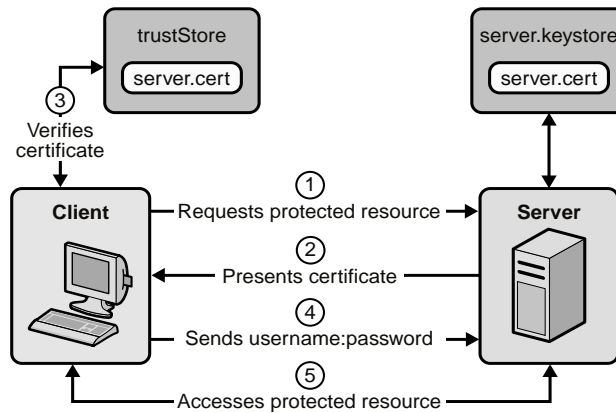 trustStore
server.cert
server.keystore
server.cert
3
Verifies
certificate
Client
Server
1
Requests protected resource
2
Presents certificate
4
Sends username:password
5
Accesses protected resource